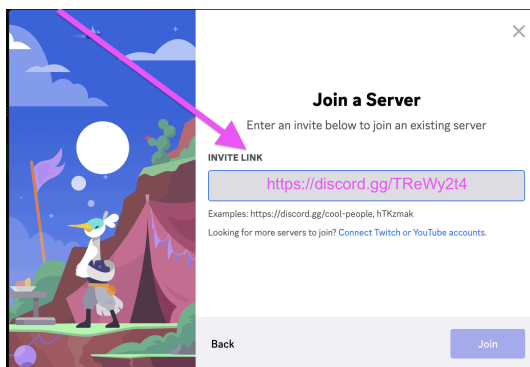 Join a Server
Enter an invite below to join an existing server
INVITE LINK
https://discord.gg/TReWy2t4
Examples: https://discord.gg/cool-people, hTKzmak
Looking for more servers to join? Connect Twitch or YouTube accounts.
Back
Join